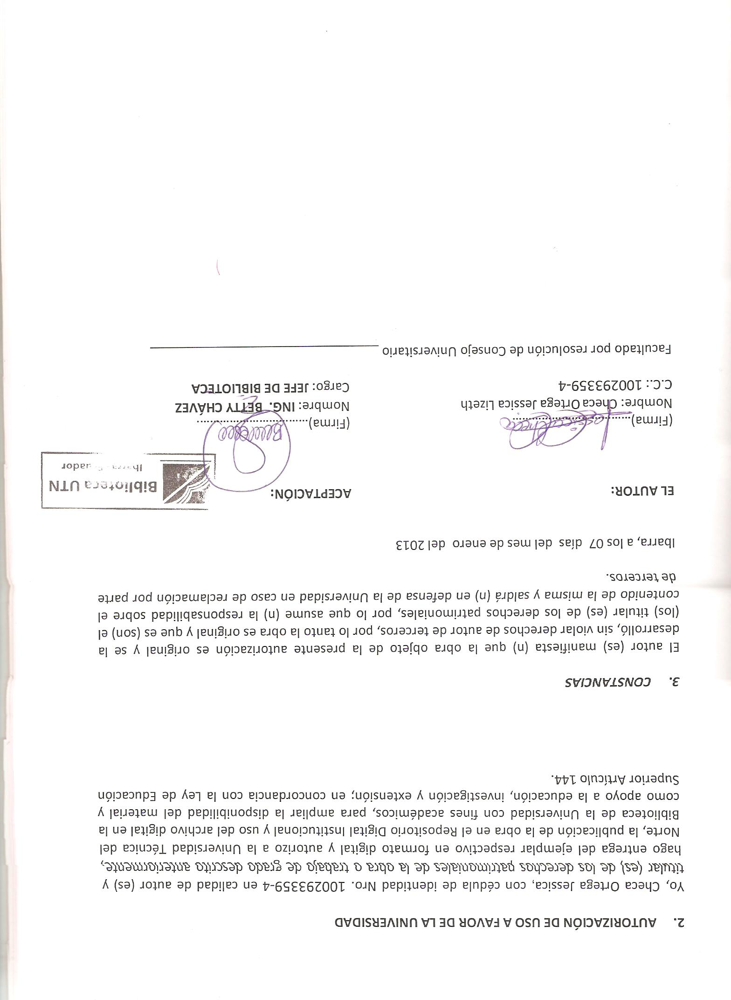 2. AUTORIZACIÓN DE USO A FAVOR DE LA UNIVERSIDAD
Yo, Checa Ortega Jessica, con cédula de identidad Nro. 100293359-4 en calidad de autor (es) y
titular (es) de los derechos patrimoniales de la obra o trabajo de grado descrito anteriormente,
hago entrega del ejemplar respectivo en formato digital y autorizo a la Universidad Técnica del
Norte, la publicación de la obra en el Repositorio Digital Institucional y uso del archivo digital en la
Biblioteca de la Universidad con fines académicos, para ampliar la disponibilidad del material y
como apoyo a la educación, investigación y extensión; en concordancia con la Ley de Educación
Superior Artículo 144.
3. CONSTANCIAS
El autor (es) manifiesta (n) que la obra objeto de la presente autorización es original y se la
desarrolló, sin violar derechos de autor de terceros, por lo tanto la obra es original y que es (son) el
(los) titular (es) de los derechos patrimoniales, por lo que asume (n) la responsabilidad sobre el
contenido de la misma y saldrá (n) en defensa de la Universidad en caso de reclamación por parte
de terceros.
Ibarra, a los 07 días del mes de enero del 2013
EL AUTOR:
ACEPTACIÓN:
Biblioteca UTN
Ibarra - Ecuador
(Firma)....................................
Jessica Checa
Nombre: Checa Ortega Jessica Lizeth
C.C.: 100293359-4
(Firma)....................................
Nombre: ING. BETTY CHÁVEZ
Cargo: JEFE DE BIBLIOTECA
Facultado por resolución de Consejo Universitario ____________________